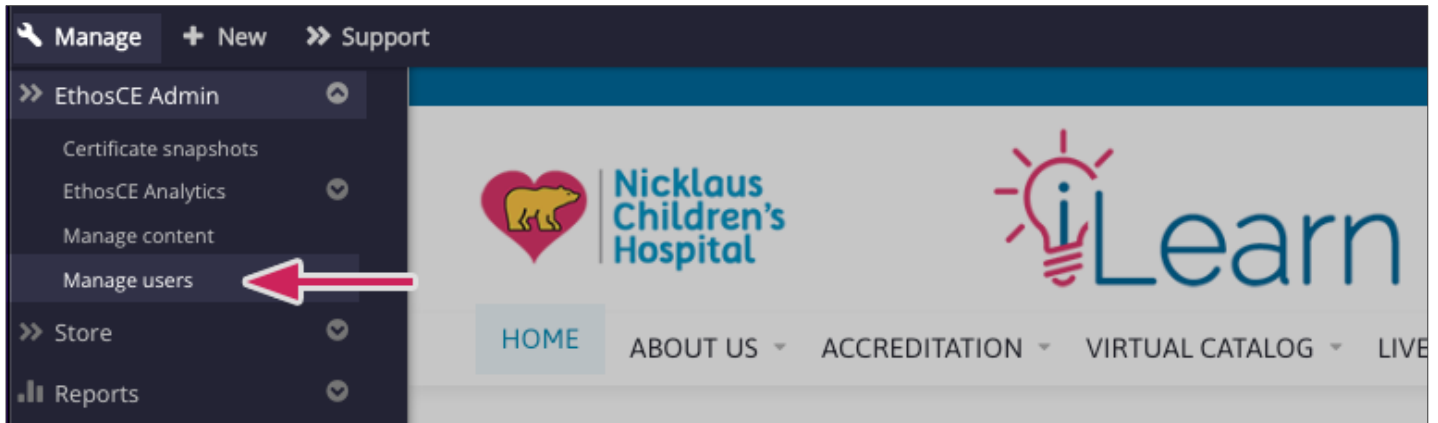 Manage + New Support
EthosCE Admin
Certificate snapshots
EthosCE Analytics
Manage content
Manage users
Store
Reports
Nicklaus
Children's
Hospital
iLearn
HOME ABOUT US ACCREDITATION VIRTUAL CATALOG LIVE